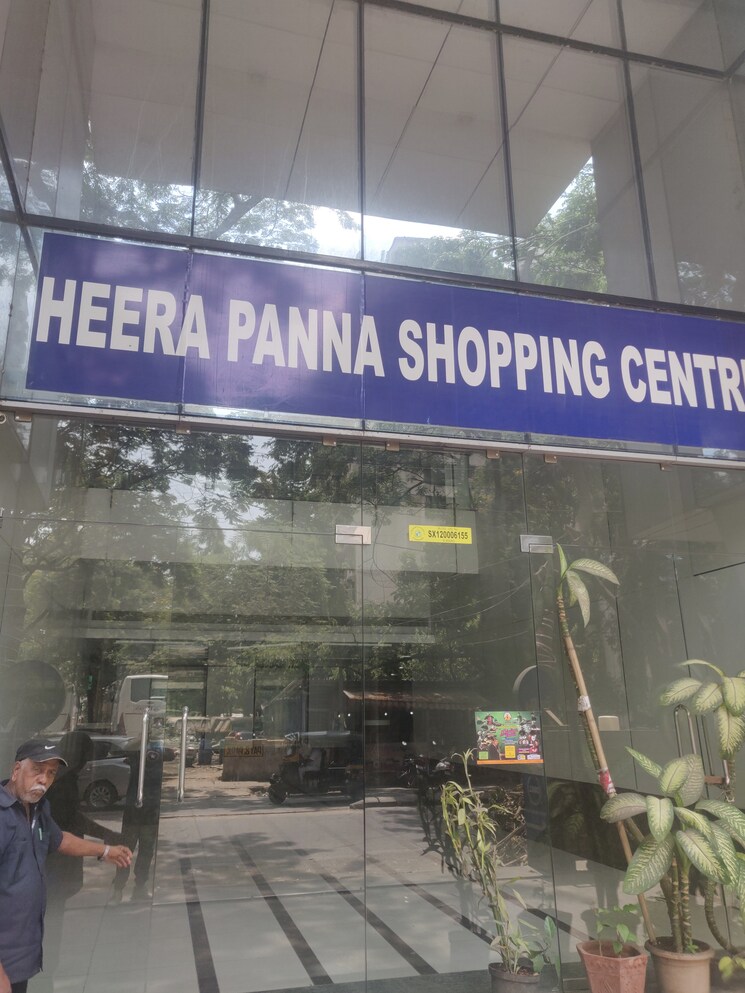 HEERA PANNA SHOPPING CENTR
SX120006155